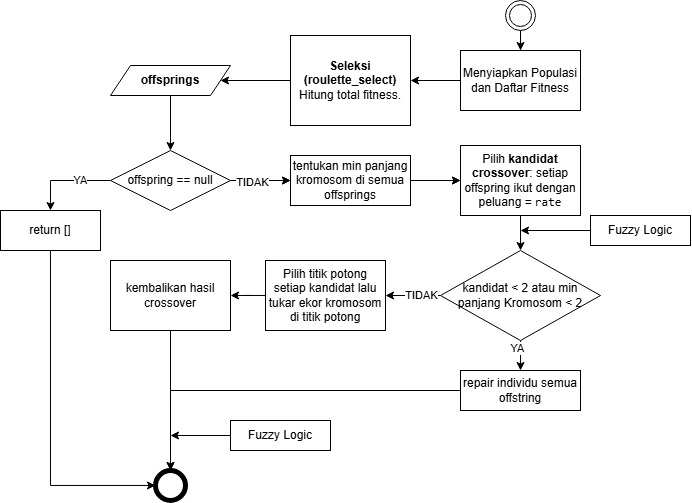 Menyiapkan Populasi
dan Daftar Fitness
Seleksi
(roulette_select)
Hitung total fitness.
offsprings
offspring == null
YA
TIDAK
return []
tentukan min panjang
kromosom di semua
offsprings
Pilih kandidat
crossover: setiap
offspring ikut dengan
peluang = rate
Fuzzy Logic
kandidat < 2 atau min
panjang Kromosom < 2
TIDAK
YA
Pilih titik potong
setiap kandidat lalu
tukar ekor kromosom
di titik potong
kembalikan hasil
crossover
repair individu semua
offstring
Fuzzy Logic